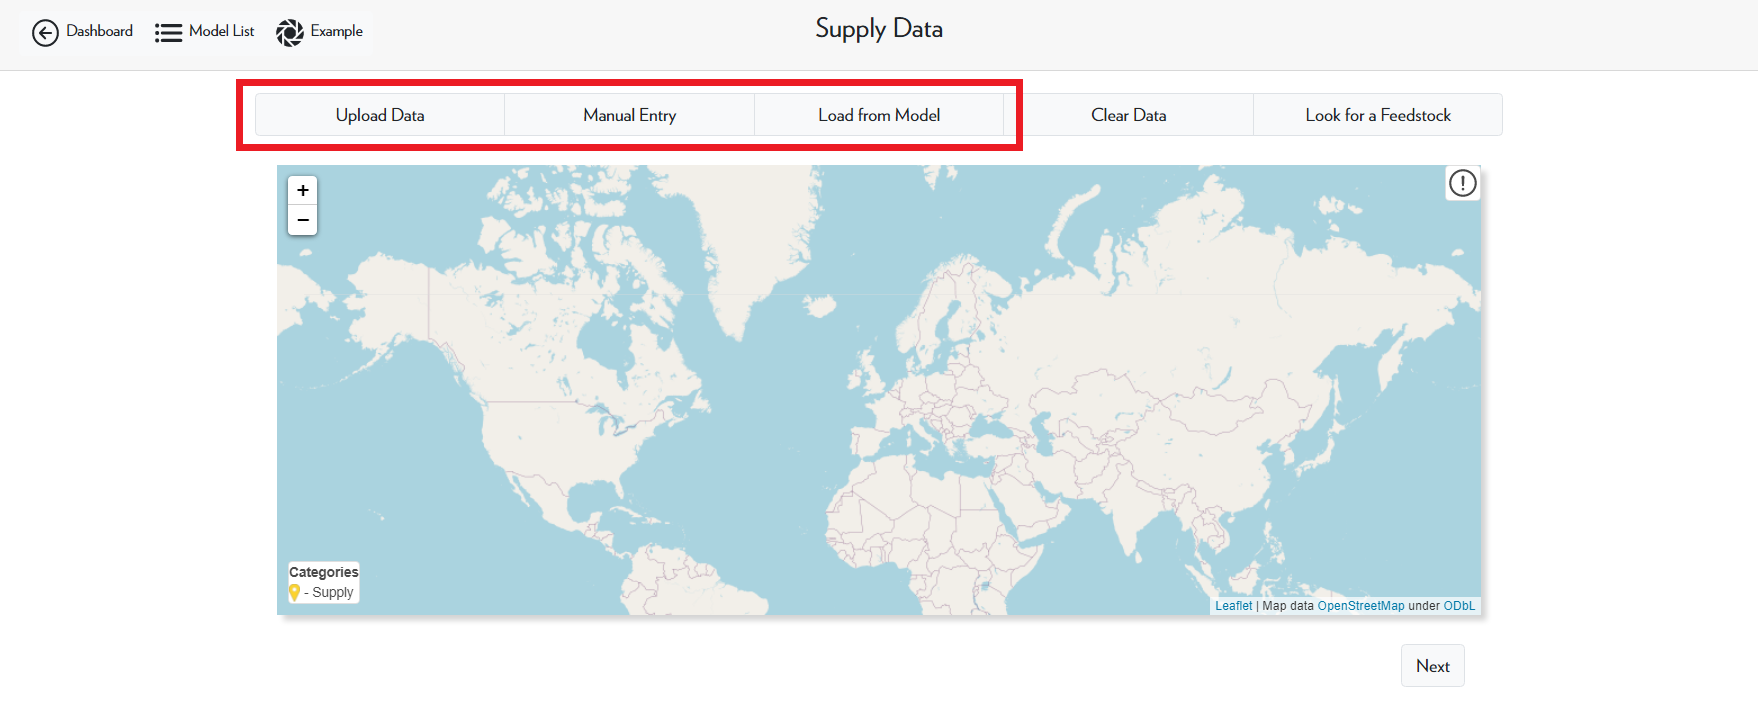 Dashboard Model List Example
Supply Data
Upload Data Manual Entry Load from Model Clear Data Look for a Feedstock
+
−
Categories
- Supply
Leaflet | Map data OpenStreetMap under ODbL
Next